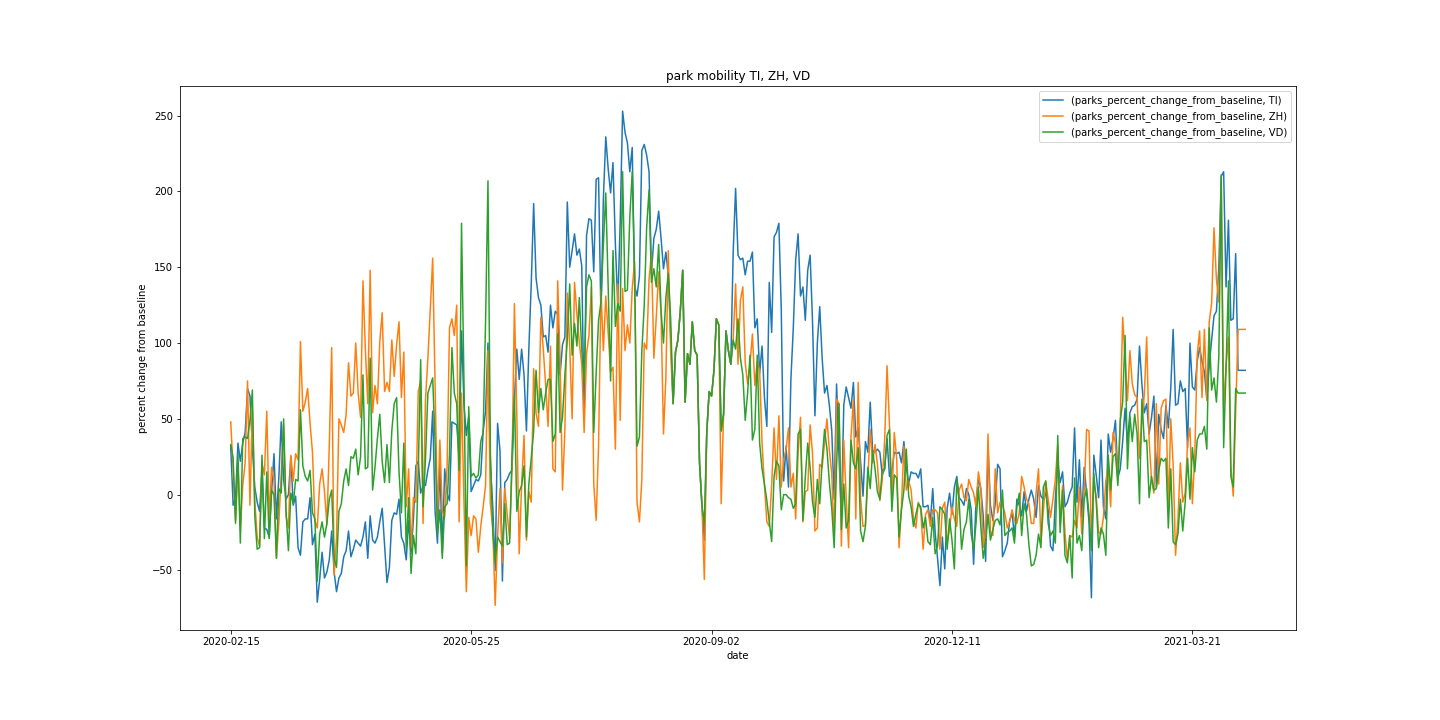 park mobility TI, ZH, VD
(parks_percent_change_from_baseline, TI)
(parks_percent_change_from_baseline, ZH)
(parks_percent_change_from_baseline, VD)
percent change from baseline
250
200
150
100
50
0
−50
2020-02-15
2020-05-25
2020-09-02
2020-12-11
2021-03-21
date